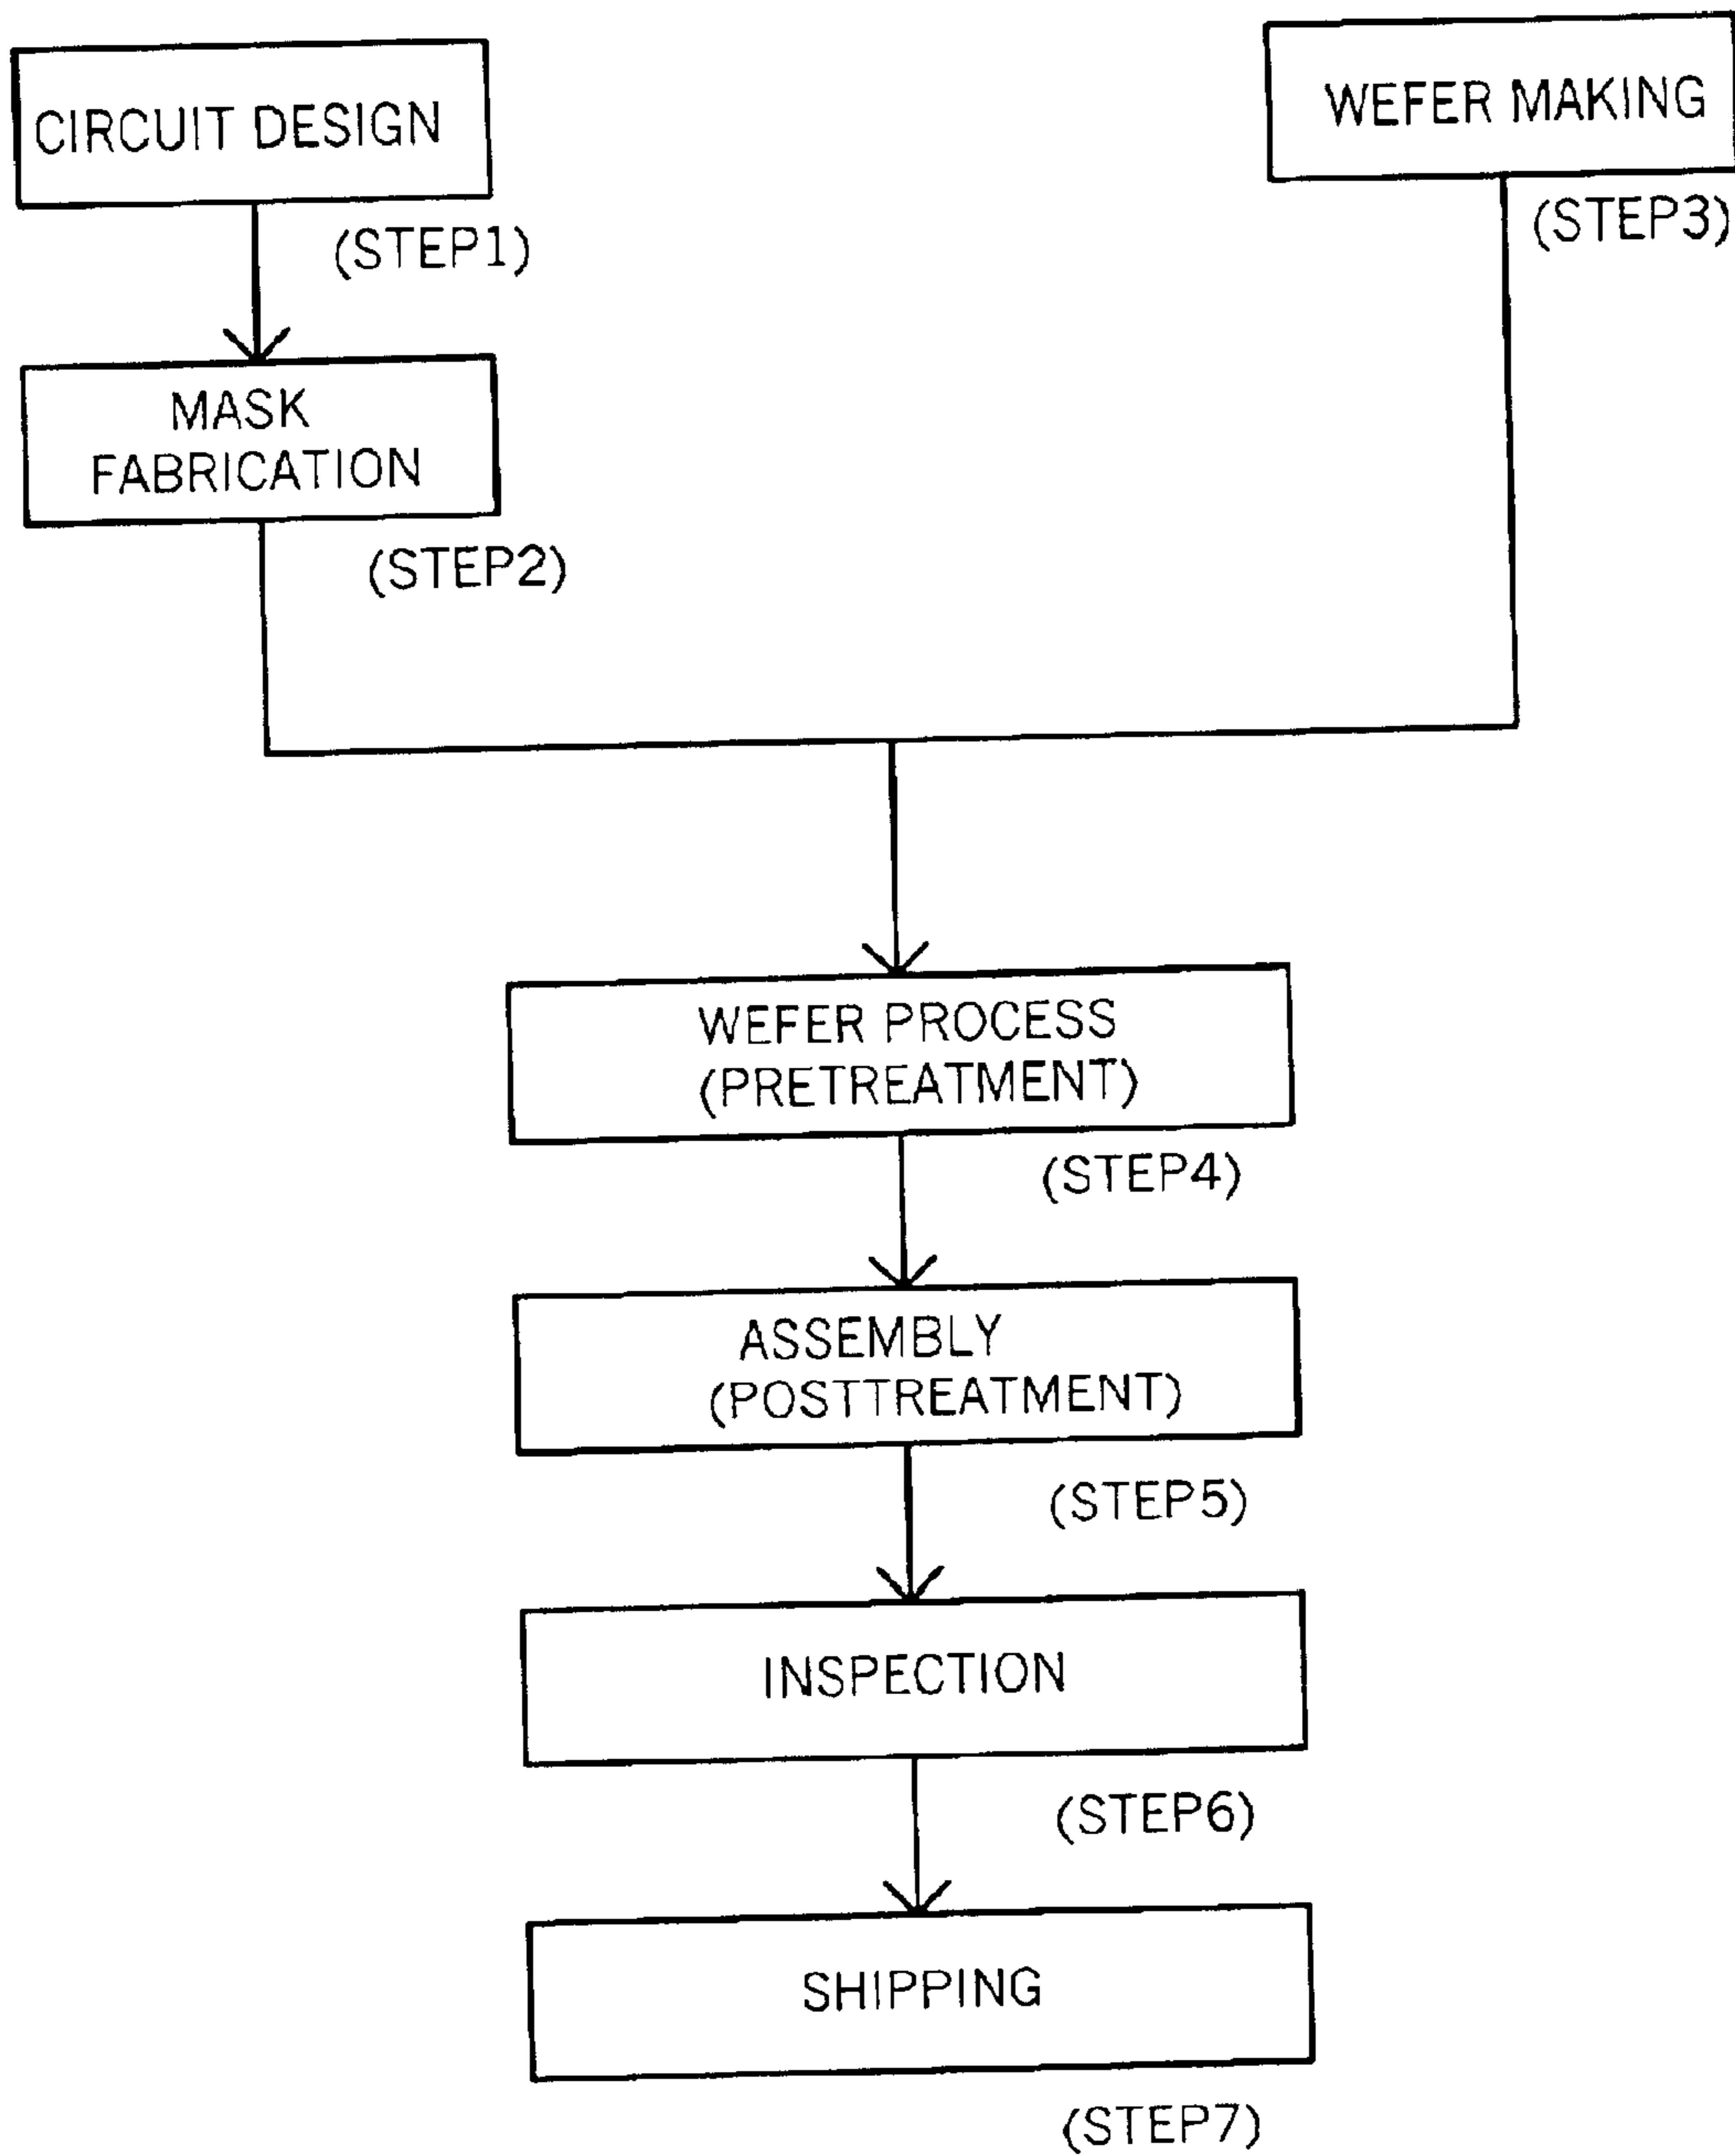 CIRCUIT DESIGN
(STEP1)
WEFER MAKING
(STEP3)
MASK
FABRICATION
(STEP2)
WEFER PROCESS
(PRETREATMENT)
(STEP4)
ASSEMBLY
(POSTTREATMENT)
(STEP5)
INSPECTION
(STEP6)
SHIPPING
(STEP7)